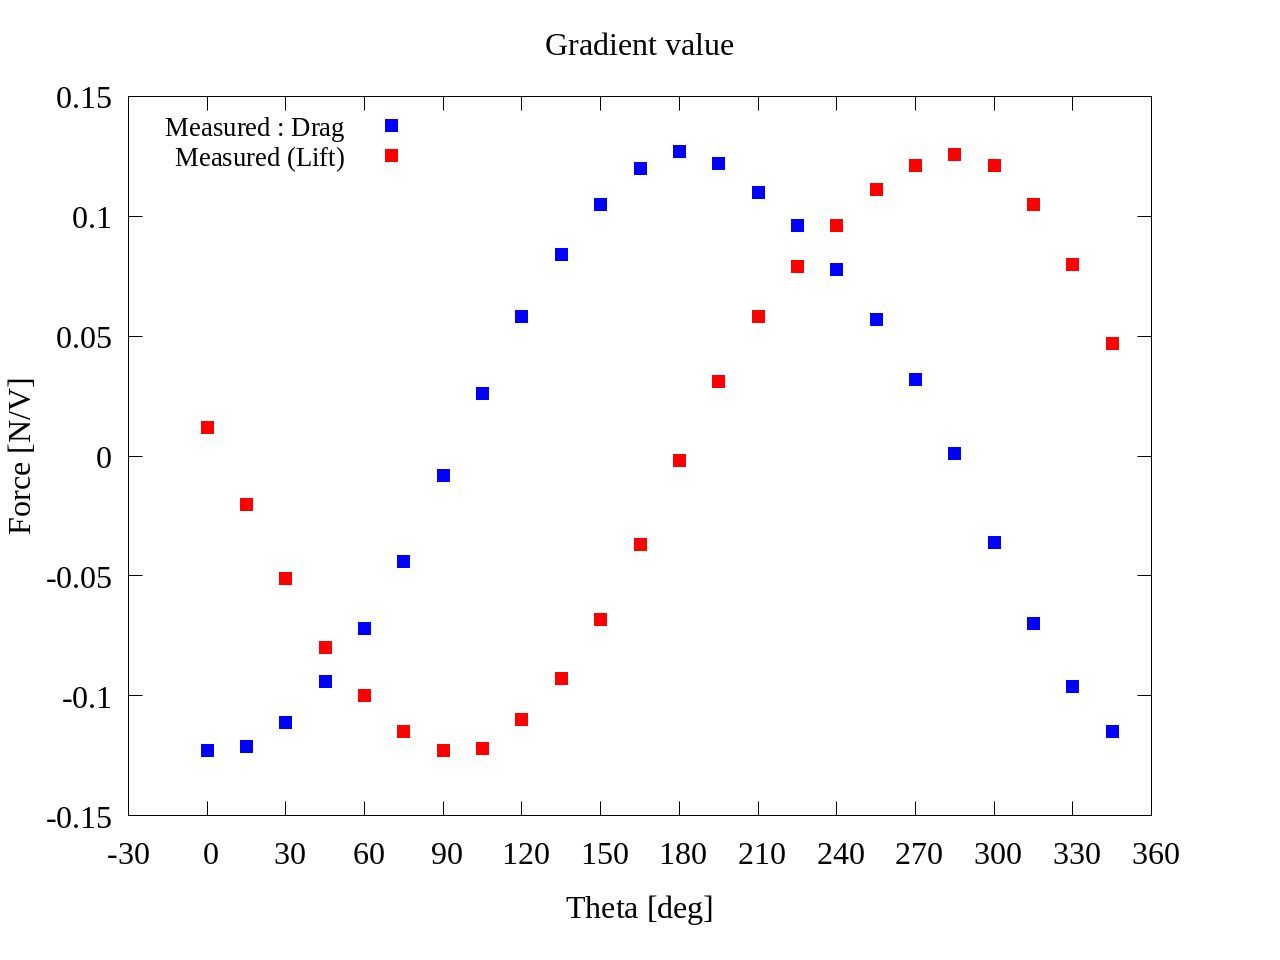 Gradient value
Measured : Drag
Measured (Lift)
0.15
0.1
0.05
0
-0.05
-0.1
-0.15
Force [N/V]
-30 0 30 60 90 120 150 180 210 240 270 300 330 360
Theta [deg]